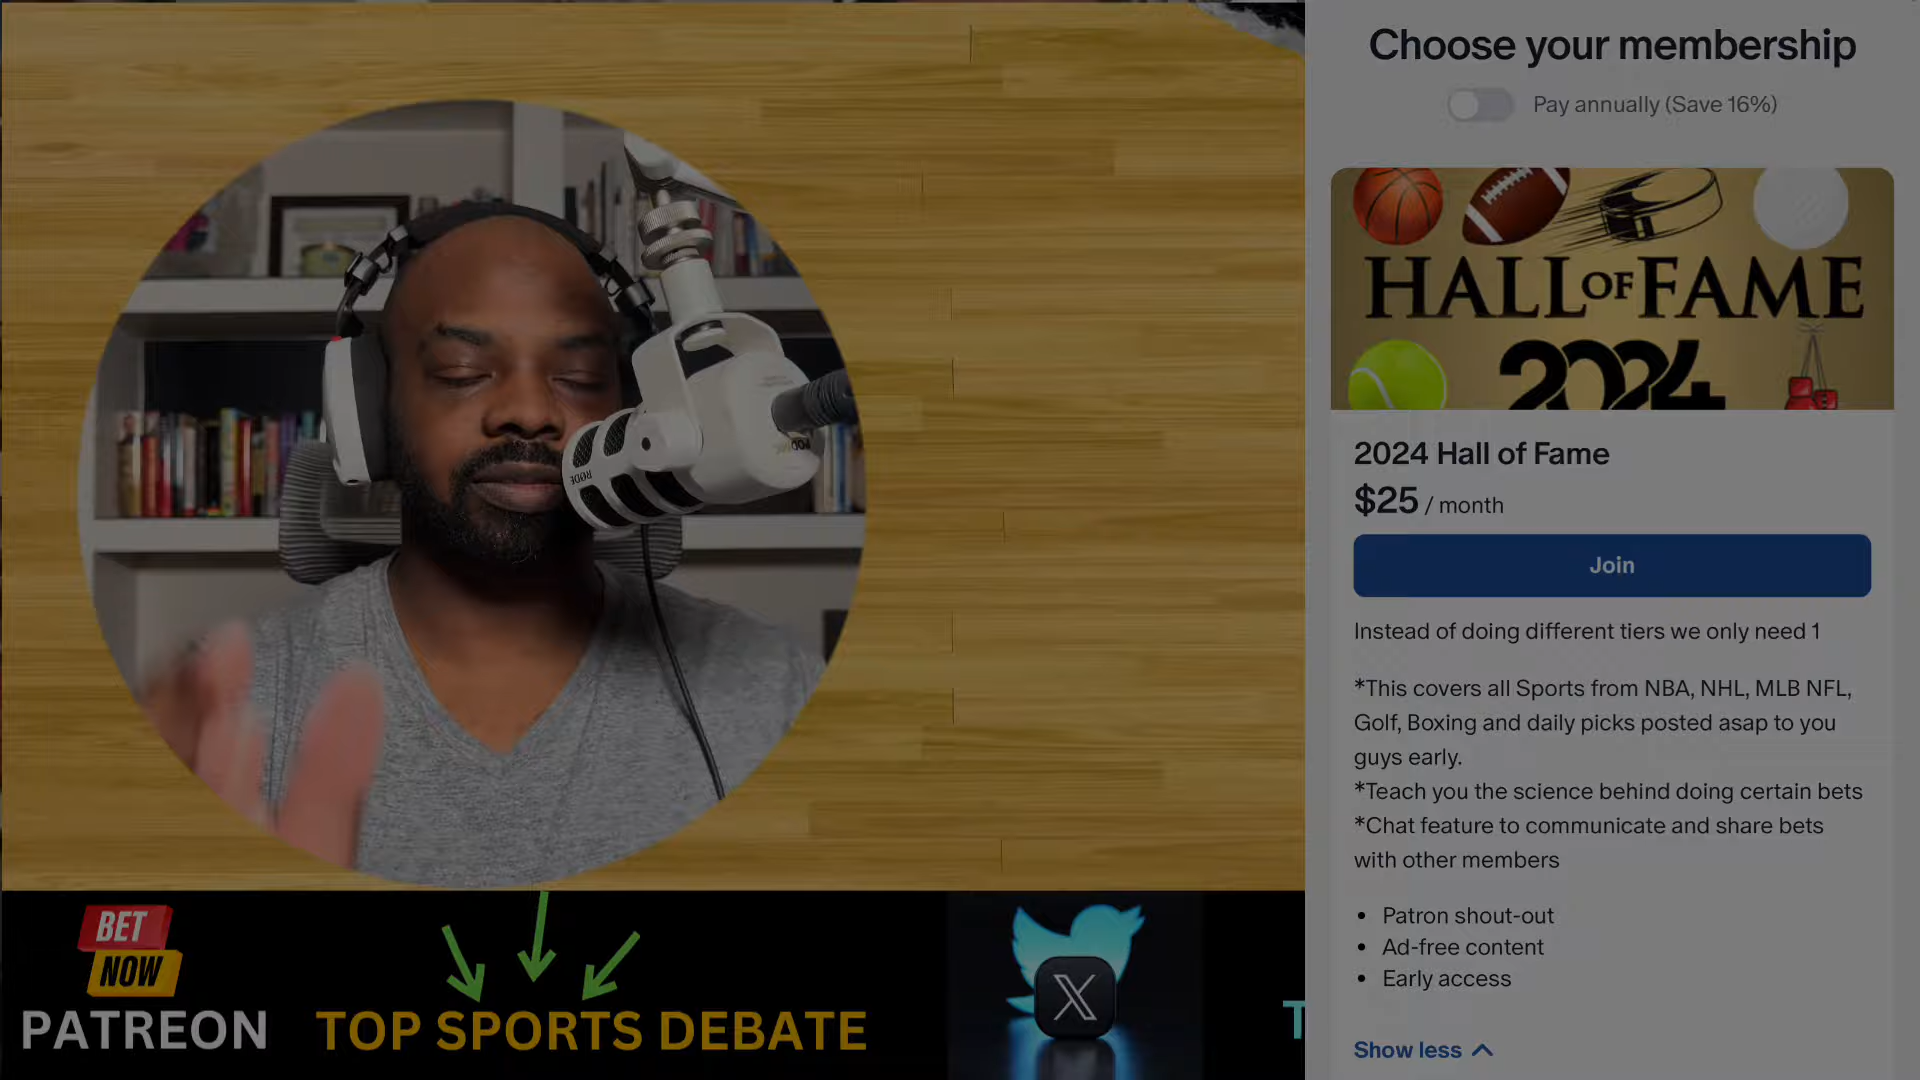 Choose your membership
Pay annually (Save 16%)
HALL OF FAME
2024
2024 Hall of Fame
$25 / month
Join
Instead of doing different tiers we only need 1
*This covers all Sports from NBA, NHL, MLB NFL,
Golf, Boxing and daily picks posted asap to you
guys early.
*Teach you the science behind doing certain bets
*Chat feature to communicate and share bets
with other members
• Patron shout-out
• Ad-free content
• Early access
Show less
RØDE
BET
NOW
PATREON
TOP SPORTS DEBATE
X
T